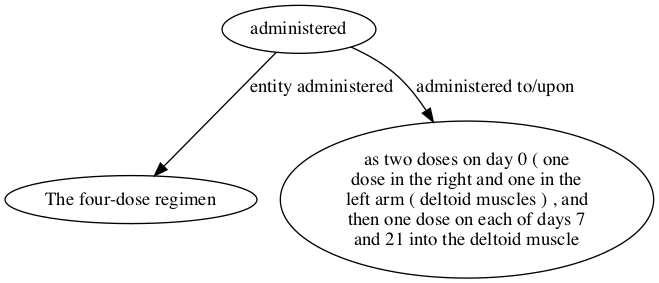 administered
entity administered
administered to/upon
The four-dose regimen
as two doses on day 0 ( one
dose in the right and one in the
left arm ( deltoid muscles ) , and
then one dose on each of days 7
and 21 into the deltoid muscle